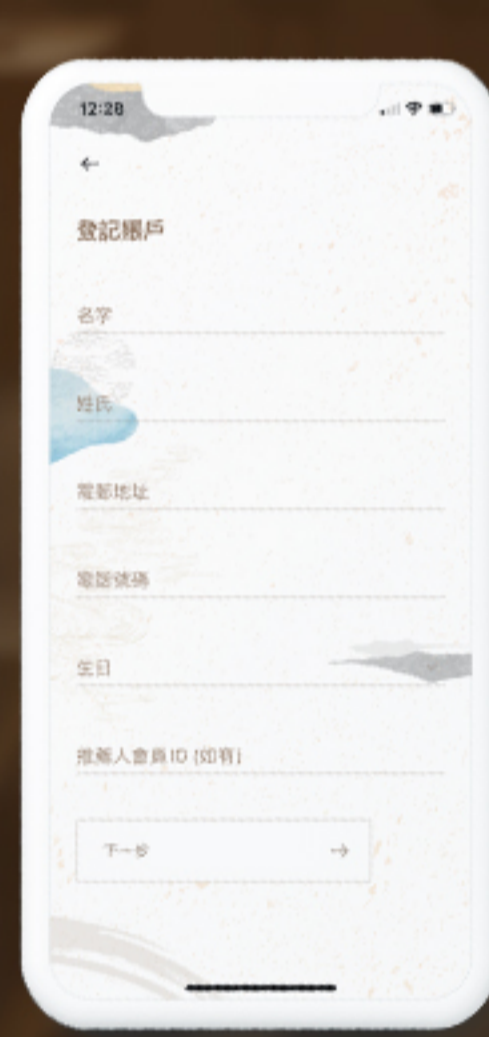 12:28
登記賬戶
名字
姓氏
電郵地址
電話號碼
生日
推薦人會員ID (如有)
下一步